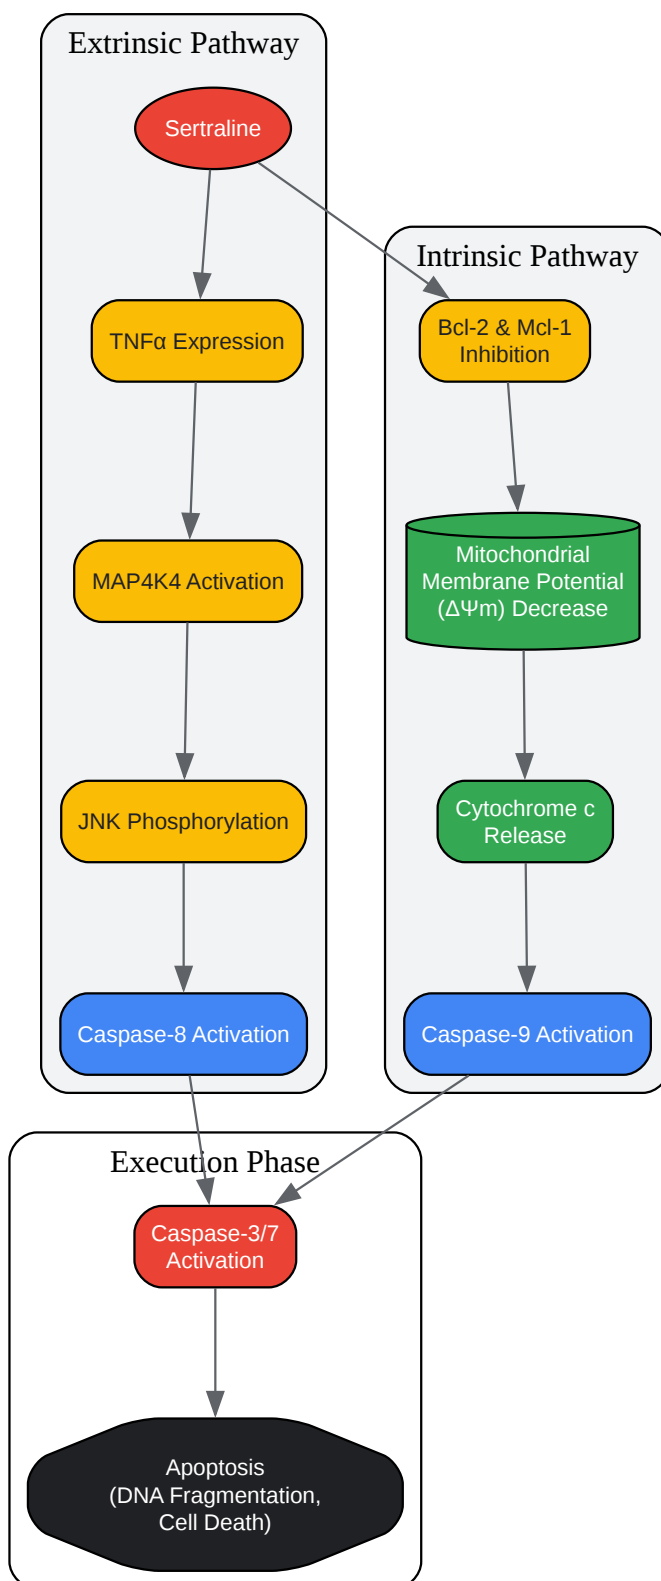 Extrinsic Pathway
Sertraline
Intrinsic Pathway
TNFα Expression
Bcl-2 & Mcl-1
Inhibition
MAP4K4 Activation
Mitochondrial
Membrane Potential
(ΔΨm) Decrease
JNK Phosphorylation
Cytochrome c
Release
Caspase-8 Activation
Caspase-9 Activation
Execution Phase
Caspase-3/7
Activation
Apoptosis
(DNA Fragmentation,
Cell Death)